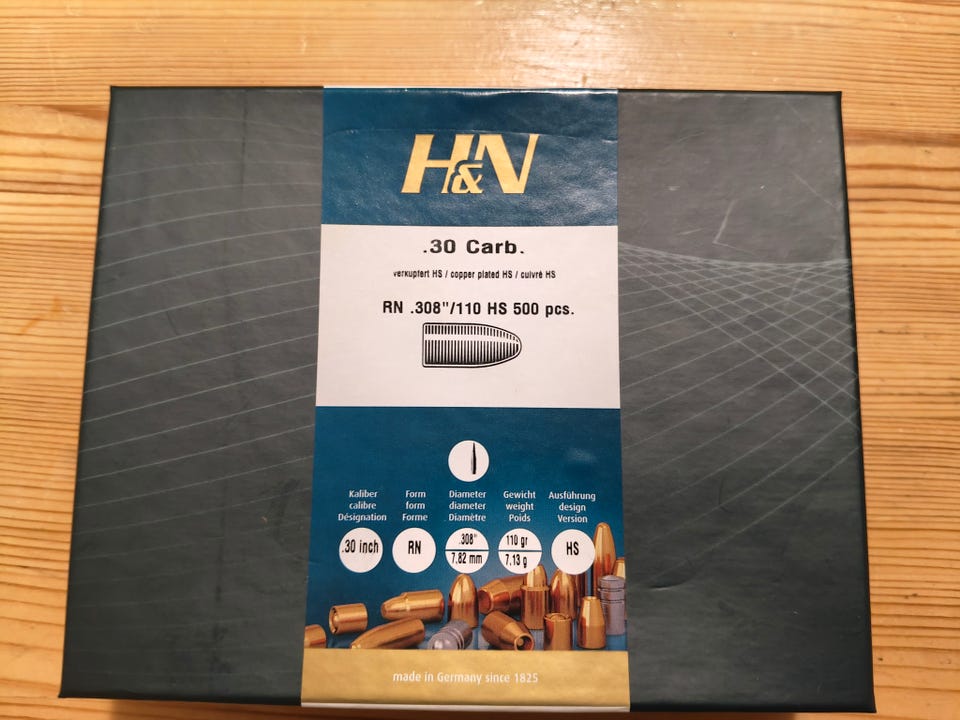 H&N
.30 Carb.
verkupfert HS / copper plated HS / cuivré HS
RN .308"/110 HS 500 pcs.
Kaliber
calibre
Désignation
Form
form
Forme
Diameter
diameter
Diamètre
Gewicht
weight
Poids
Ausführung
design
Version
.30 inch
RN
.308"
7,82 mm
110 gr
7,13 g
HS
made in Germany since 1825